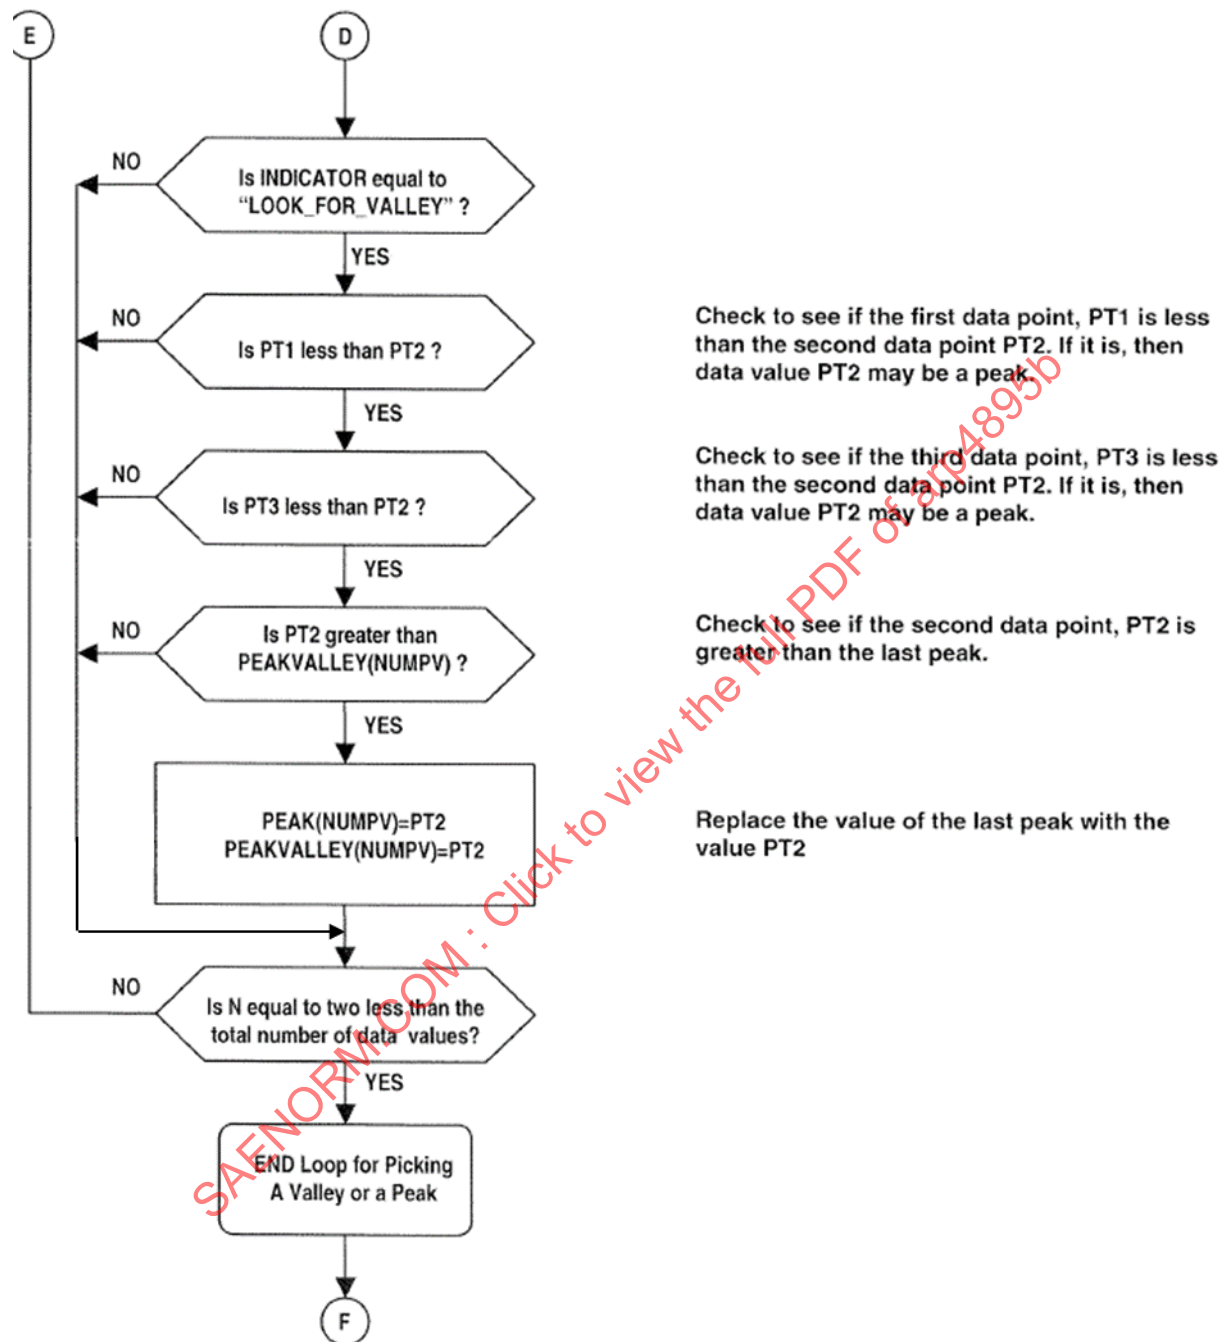 E
D
NO
Is INDICATOR equal to
“LOOK_FOR_VALLEY” ?
YES
NO
Is PT1 less than PT2 ?
Check to see if the first data point, PT1 is less
than the second data point PT2. If it is, then
data value PT2 may be a peak.
YES
NO
Is PT3 less than PT2 ?
Check to see if the third data point, PT3 is less
than the second data point PT2. If it is, then
data value PT2 may be a peak.
YES
NO
Is PT2 greater than
PEAKVALLEY(NUMPV) ?
Check to see if the second data point, PT2 is
greater than the last peak.
YES
PEAK(NUMPV)=PT2
PEAKVALLEY(NUMPV)=PT2
Replace the value of the last peak with the
value PT2
NO
Is N equal to two less than the
total number of data values?
YES
END Loop for Picking
A Valley or a Peak
F
SAENORM.COM : Click to view the full PDF of arp4895b